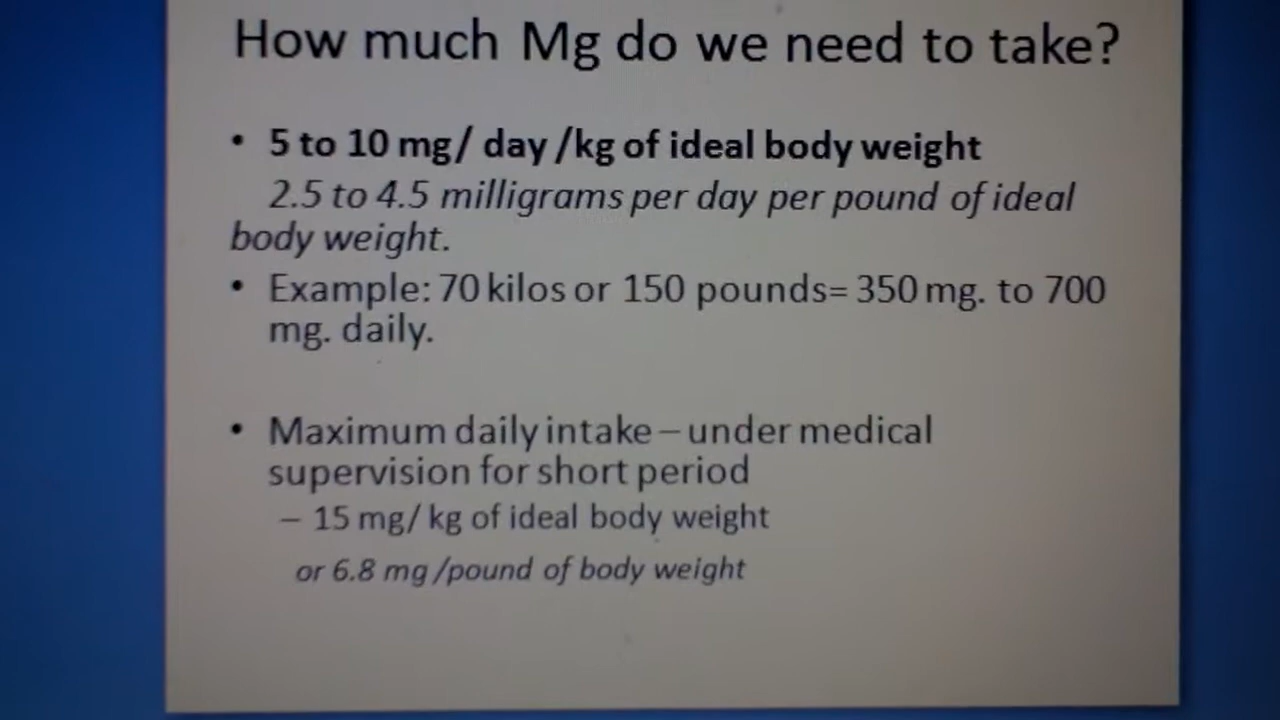 How much Mg do we need to take?
• 5 to 10 mg/ day /kg of ideal body weight
2.5 to 4.5 milligrams per day per pound of ideal
body weight.
• Example: 70 kilos or 150 pounds= 350 mg. to 700
mg. daily.
• Maximum daily intake – under medical
supervision for short period
– 15 mg/ kg of ideal body weight
or 6.8 mg /pound of body weight